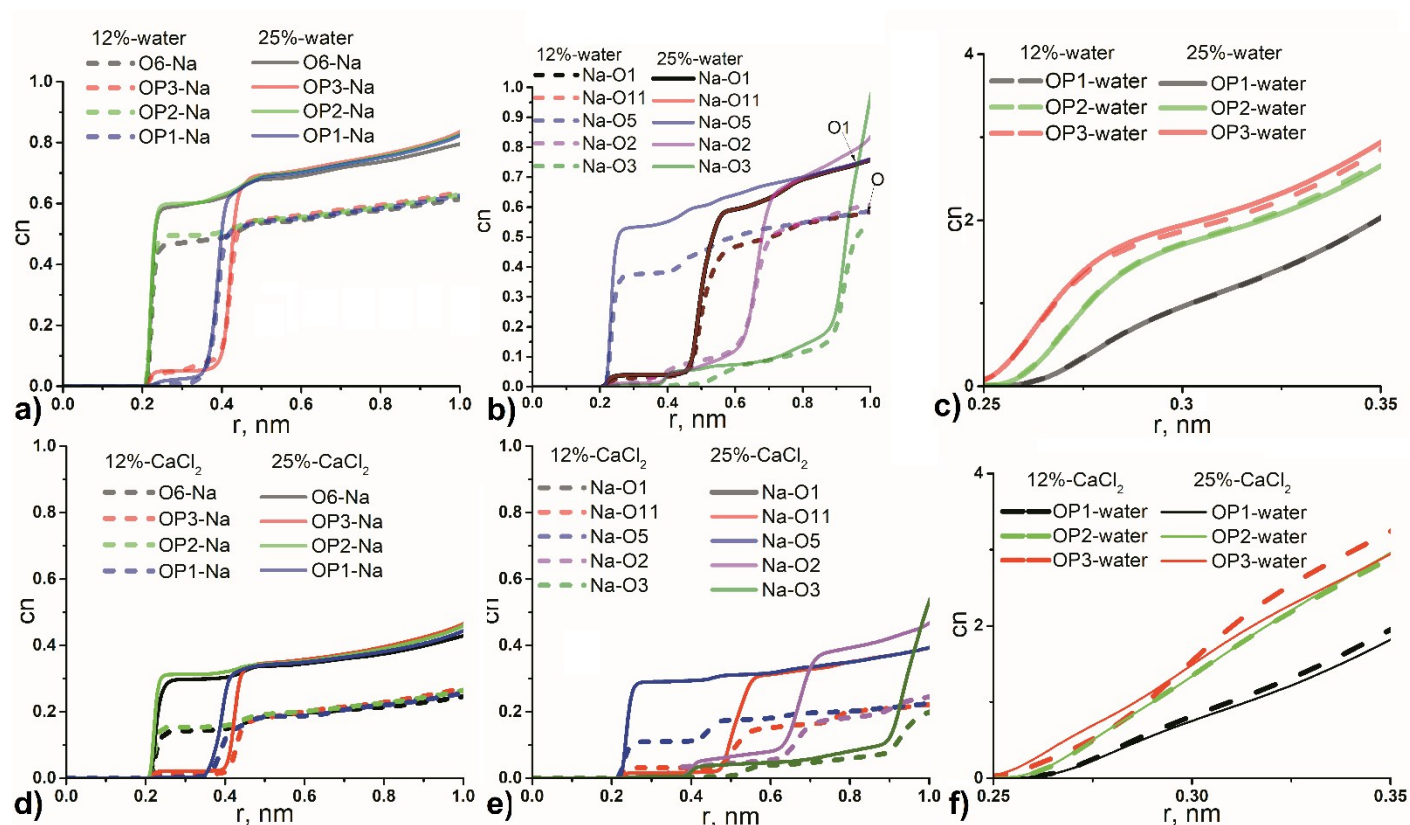 12%-water 25%-water
O6-Na O6-Na
OP3-Na OP3-Na
OP2-Na OP2-Na
OP1-Na OP1-Na
1.0
0.8
0.6
0.4
0.2
0.0
cn
0.0 0.2 0.4 0.6 0.8 1.0
r, nm
a)
12%-water 25%-water
Na-O1 Na-O1
Na-O11 Na-O11
Na-O5 Na-O5
Na-O2 Na-O2
Na-O3 Na-O3
O1
O
1.0
0.9
0.8
0.7
0.6
0.5
0.4
0.3
0.2
0.1
0.0
cn
0.0 0.2 0.4 0.6 0.8 1.0
r, nm
b)
12%-water 25%-water
OP1-water OP1-water
OP2-water OP2-water
OP3-water OP3-water
4
2
0
cn
0.25 0.3 0.35
r, nm
c)
12%-CaCl2 25%-CaCl2
O6-Na O6-Na
OP3-Na OP3-Na
OP2-Na OP2-Na
OP1-Na OP1-Na
1.0
0.8
0.6
0.4
0.2
0.0
cn
0.0 0.2 0.4 0.6 0.8 1.0
r, nm
d)
12%-CaCl2 25%-CaCl2
Na-O1 Na-O1
Na-O11 Na-O11
Na-O5 Na-O5
Na-O2 Na-O2
Na-O3 Na-O3
1.0
0.8
0.6
0.4
0.2
0.0
cn
0.0 0.2 0.4 0.6 0.8 1.0
r, nm
e)
12%-CaCl2 25%-CaCl2
OP1-water OP1-water
OP2-water OP2-water
OP3-water OP3-water
4
2
0
cn
0.25 0.30 0.35
r, nm
f)